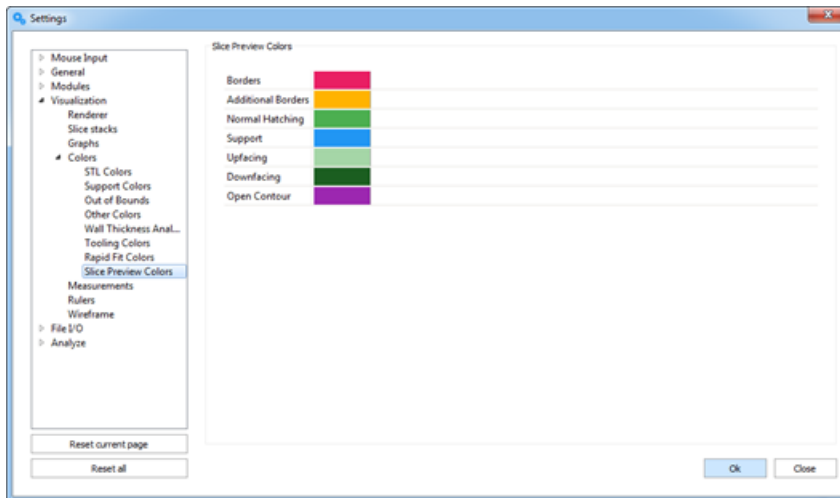 Settings
Mouse Input
General
Modules
Visualization
Renderer
Slice stacks
Graphs
Colors
STL Colors
Support Colors
Out of Bounds
Other Colors
Wall Thickness Anal...
Tooling Colors
Rapid Fit Colors
Slice Preview Colors
Measurements
Rulers
Wireframe
File I/O
Analyze
Reset current page
Reset all
Slice Preview Colors
Borders
Additional Borders
Normal Hatching
Support
Upfacing
Downfacing
Open Contour
Ok Close